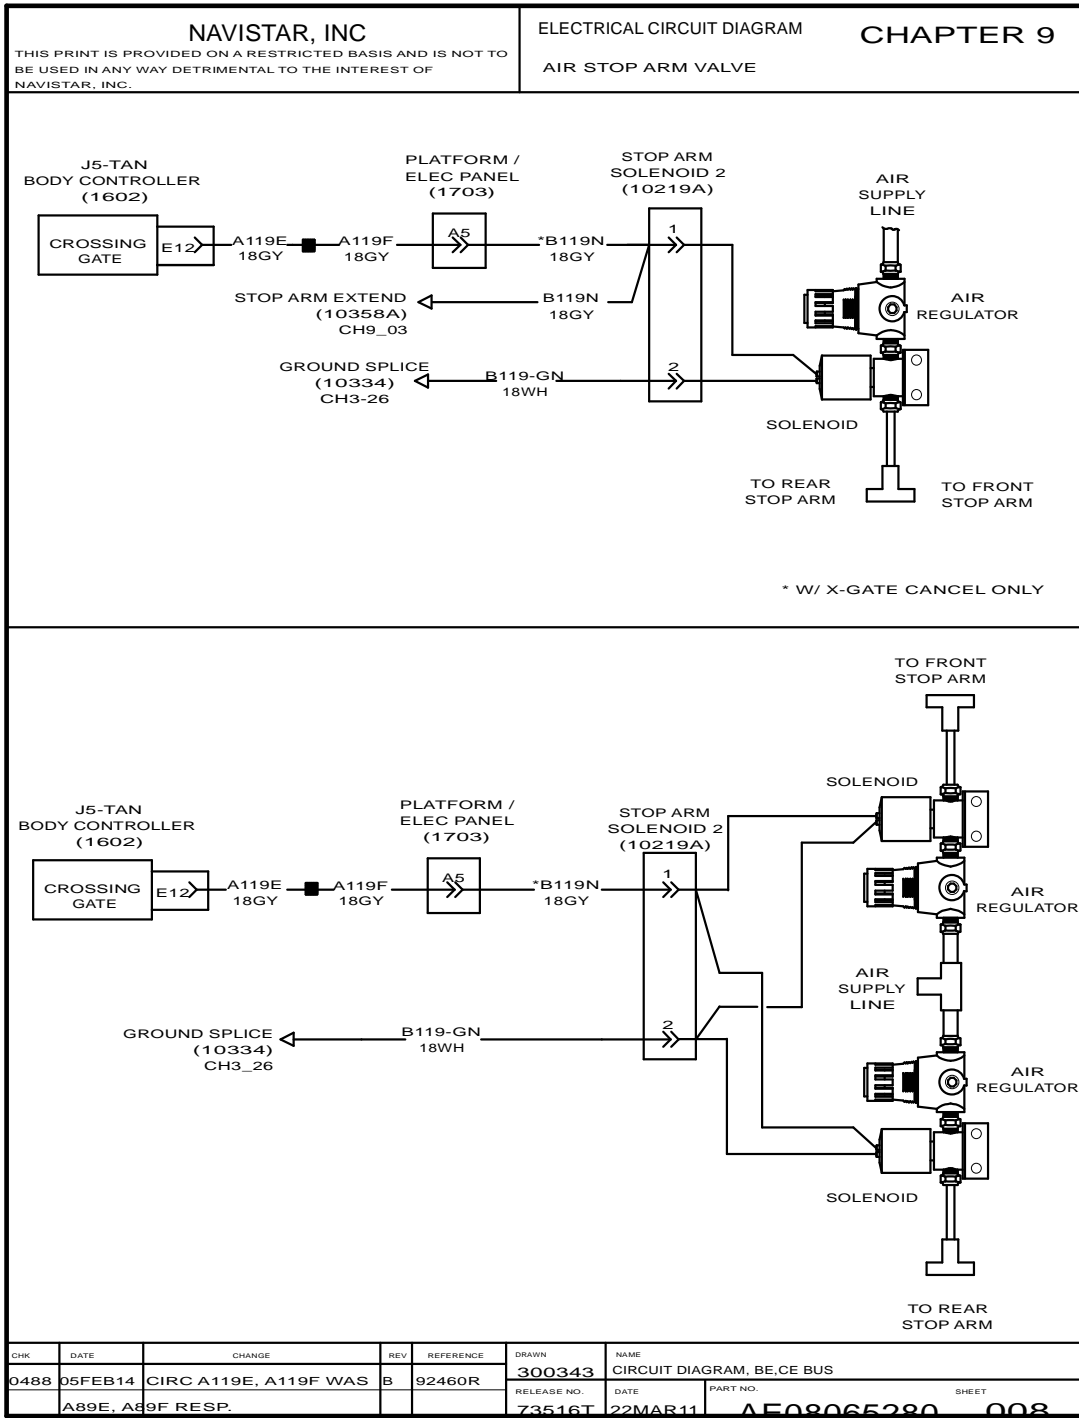 NAVISTAR, INC
THIS PRINT IS PROVIDED ON A RESTRICTED BASIS AND IS NOT TO
BE USED IN ANY WAY DETRIMENTAL TO THE INTEREST OF
NAVISTAR, INC.
ELECTRICAL CIRCUIT DIAGRAM
CHAPTER 9
AIR STOP ARM VALVE
J5-TAN
BODY CONTROLLER
(1602)
CROSSING
GATE
E12
A119E
18GY
A119F
18GY
PLATFORM /
ELEC PANEL
(1703)
A5
*B119N
18GY
STOP ARM
SOLENOID 2
(10219A)
1
2
STOP ARM EXTEND
(10358A)
CH9_03
B119N
18GY
GROUND SPLICE
(10334)
CH3-26
B119-GN
18WH
AIR
SUPPLY
LINE
AIR
REGULATOR
SOLENOID
TO REAR
STOP ARM
TO FRONT
STOP ARM
* W/ X-GATE CANCEL ONLY
TO FRONT
STOP ARM
SOLENOID
J5-TAN
BODY CONTROLLER
(1602)
CROSSING
GATE
E12
A119E
18GY
A119F
18GY
PLATFORM /
ELEC PANEL
(1703)
A5
*B119N
18GY
STOP ARM
SOLENOID 2
(10219A)
1
2
AIR
REGULATOR
AIR
SUPPLY
LINE
GROUND SPLICE
(10334)
CH3_26
B119-GN
18WH
AIR
REGULATOR
SOLENOID
TO REAR
STOP ARM
CHK DATE CHANGE REV REFERENCE
0488 05FEB14 CIRC A119E, A119F WAS B 92460R
A89E, A89F RESP.
DRAWN
300343
NAME
CIRCUIT DIAGRAM, BE,CE BUS
RELEASE NO.
73516T
DATE
22MAR11
PART NO.
AE08065280
SHEET
008